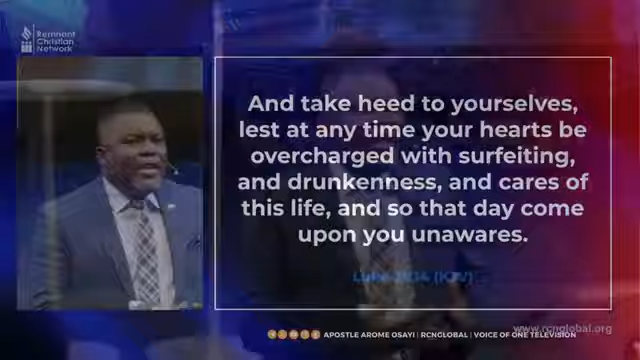 Remnant
Christian
Network
And take heed to yourselves,
lest at any time your hearts be
overcharged with surfeiting,
and drunkenness, and cares of
this life, and so that day come
upon you unawares.
www.rcnglobal.org
APOSTLE AROME OSAYI | RCNGLOBAL | VOICE OF ONE TELEVISION